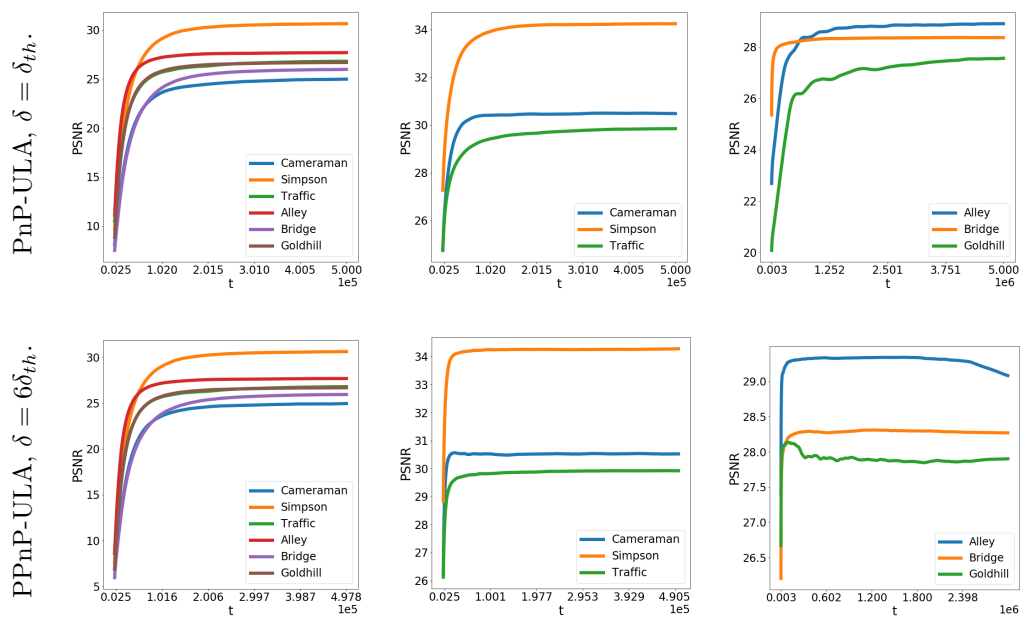 PnP-ULA, δ = δth.
PSNR
30
25
20
15
10
0.025 1.020 2.015 3.010 4.005 5.000
1e5
t
Cameraman
Simpson
Traffic
Alley
Bridge
Goldhill
PSNR
34
32
30
28
26
0.025 1.020 2.015 3.010 4.005 5.000
1e5
t
Cameraman
Simpson
Traffic
PSNR
28
26
24
22
20
0.003 1.252 2.501 3.751 5.000
1e6
t
Alley
Bridge
Goldhill
PPnP-ULA, δ = 6δth.
PSNR
30
25
20
15
10
5
0.025 1.016 2.006 2.997 3.987 4.978
1e5
t
Cameraman
Simpson
Traffic
Alley
Bridge
Goldhill
PSNR
34
33
32
31
30
29
28
27
26
0.025 1.001 1.977 2.953 3.929 4.905
1e5
t
Cameraman
Simpson
Traffic
PSNR
29.0
28.5
28.0
27.5
27.0
26.5
0.003 0.602 1.200 1.800 2.398
1e6
t
Alley
Bridge
Goldhill